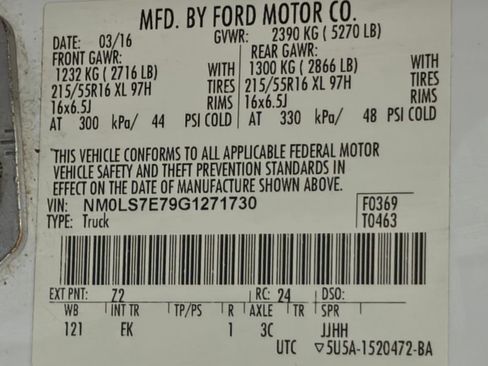 MFD. BY FORD MOTOR CO.
DATE: 03/16 GVWR: 2390 KG (5270 LB)
FRONT GAWR: REAR GAWR:
1232 KG (2716 LB) WITH 1300 KG (2866 LB) WITH
215/55R16 XL 97H TIRES 215/55R16 XL 97H TIRES
16x6.5J RIMS 16x6.5J RIMS
AT 300 kPa/ 44 PSI COLD AT 330 kPa/ 48 PSI COLD
THIS VEHICLE CONFORMS TO ALL APPLICABLE FEDERAL MOTOR
VEHICLE SAFETY AND THEFT PREVENTION STANDARDS IN
EFFECT ON THE DATE OF MANUFACTURE SHOWN ABOVE.
VIN: NM0LS7E79G1271730 F0369
TYPE: Truck T0463
EXT PNT: Z2 RC: 24 DSO:
WB INT TR TP/PS R AXLE TR SPR
121 EK 1 3C JJHH
UTC ▽5U5A-1520472-BA